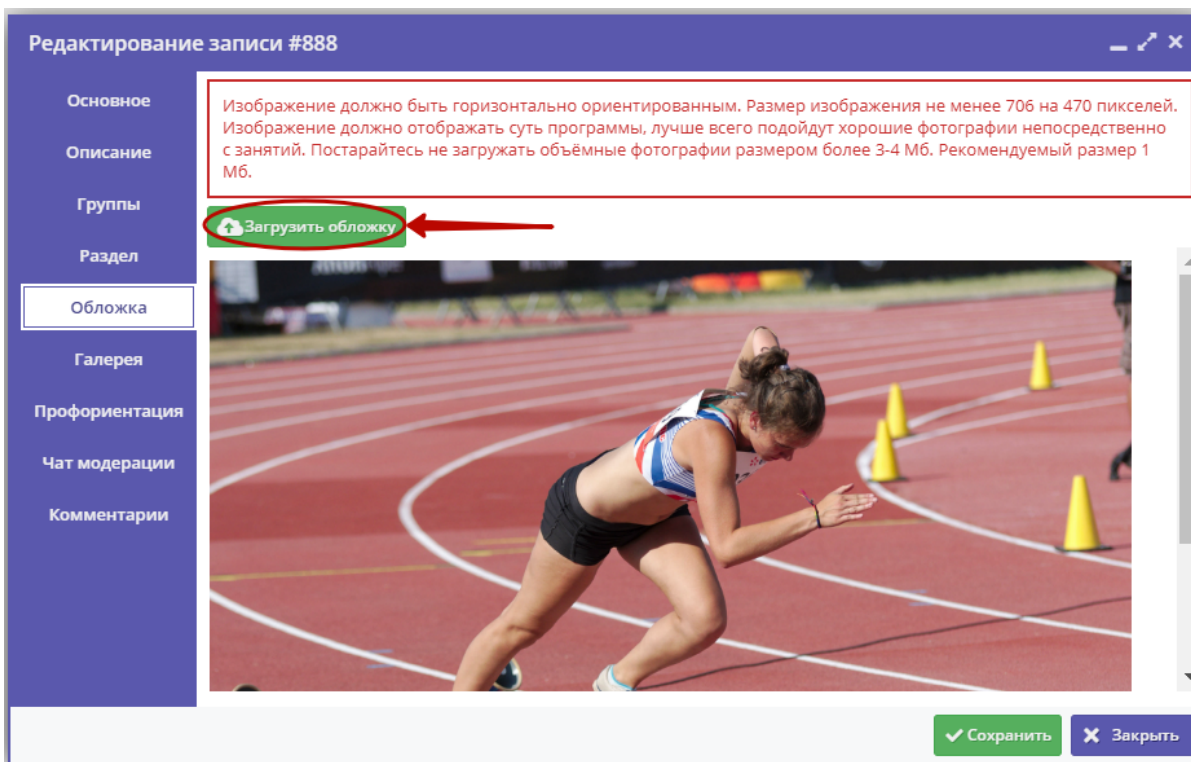 Редактирование записи #888
Основное
Описание
Группы
Раздел
Обложка
Галерея
Профориентация
Чат модерации
Комментарии
Изображение должно быть горизонтально ориентированным. Размер изображения не менее 706 на 470 пикселей.
Изображение должно отображать суть программы, лучше всего подойдут хорошие фотографии непосредственно
с занятий. Постарайтесь не загружать объёмные фотографии размером более 3-4 Мб. Рекомендуемый размер 1
Мб.
Загрузить обложку
Сохранить
Закрыть